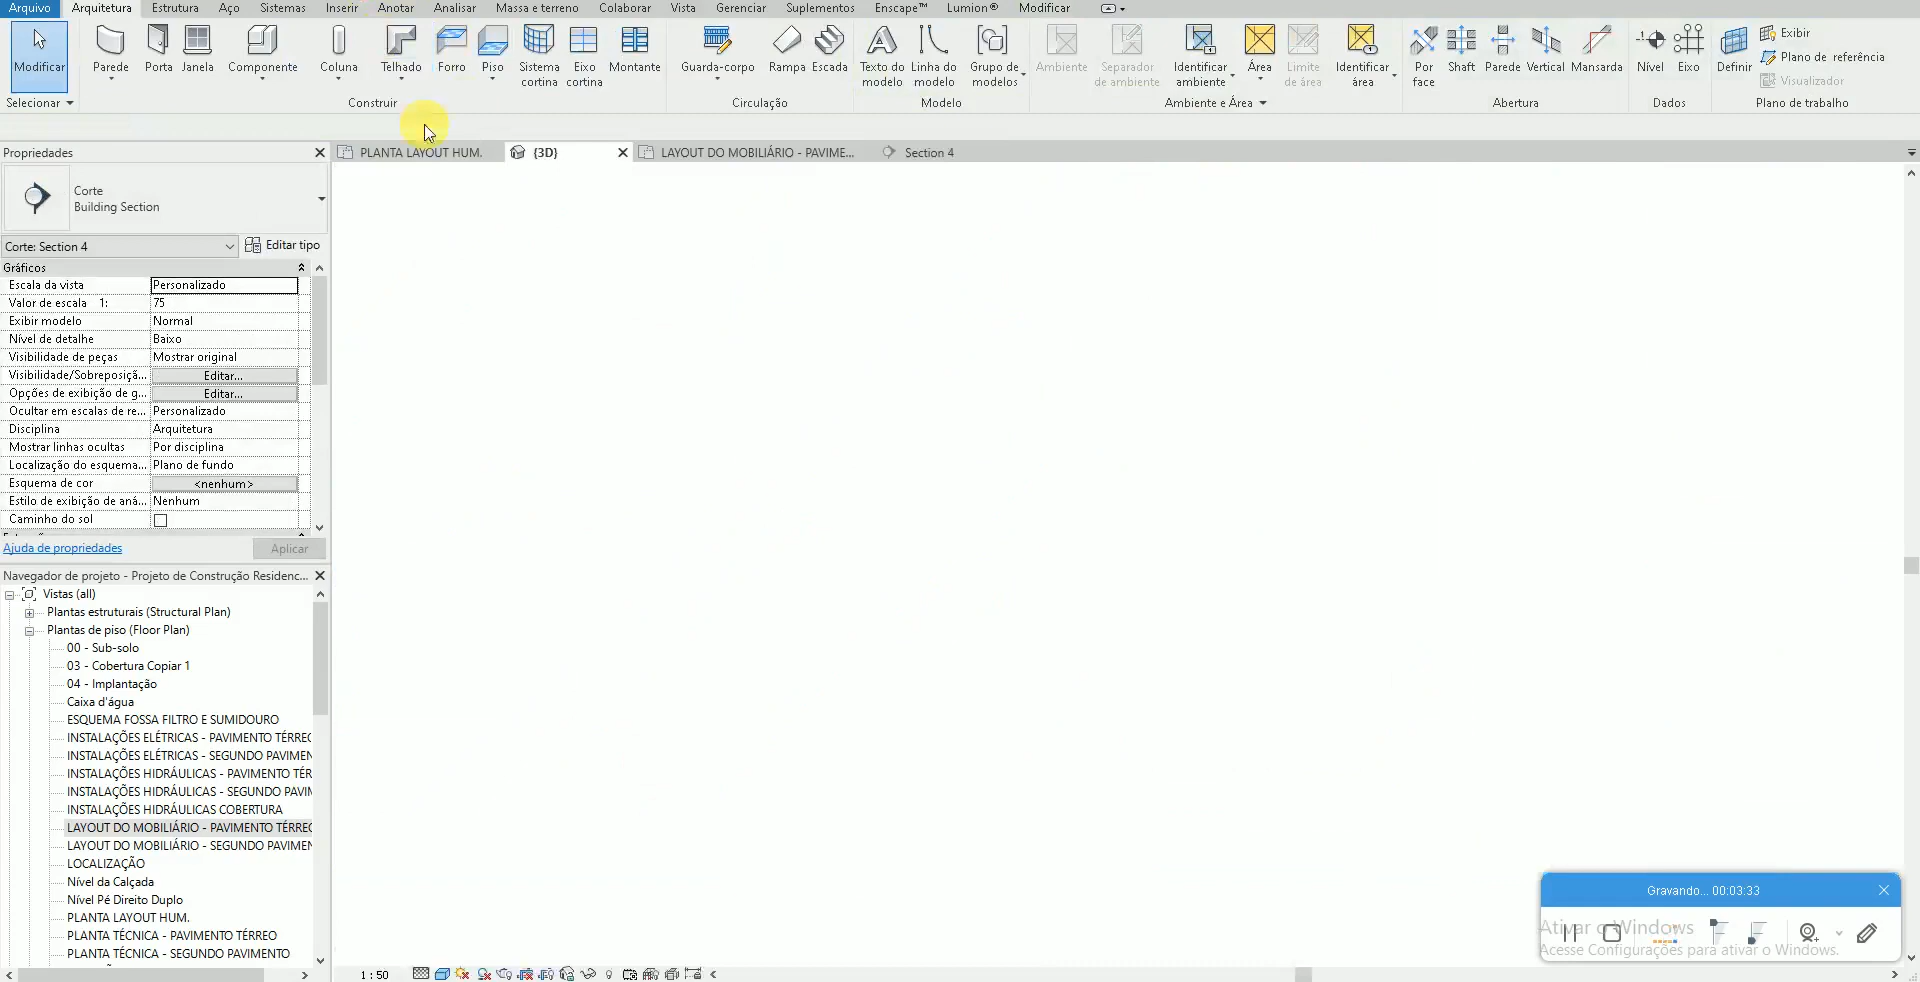 Arquivo Arquitetura Estrutura Aço Sistemas Inserir Anotar Analisar Massa e terreno Colaborar Vista Gerenciar Suplementos Enscape™ Lumion® Modificar
Modificar Parede Porta Janela Componente Coluna Telhado Forro Piso Sistema cortina Eixo cortina Montante Guarda-corpo Rampa Escada Texto do modelo Linha do modelo Grupo de modelos Ambiente Separador de ambiente Identificar ambiente Área Limite de área Identificar área Por face Shaft Parede Vertical Mansarda Nível Eixo Definir Exibir
Plano de referência
Visualizador
Selecionar Construir Circulação Modelo Ambiente e Área Abertura Dados Plano de trabalho
Propriedades
PLANTA LAYOUT HUM. {3D} LAYOUT DO MOBILIÁRIO - PAVIME... Section 4
Corte
Building Section
Corte: Section 4 Editar tipo
Gráficos
Escala da vista Personalizado
Valor de escala 1: 75
Exibir modelo Normal
Nível de detalhe Baixo
Visibilidade de peças Mostrar original
Visibilidade/Sobreposiçã... Editar...
Opções de exibição de g... Editar...
Ocultar em escalas de re... Personalizado
Disciplina Arquitetura
Mostrar linhas ocultas Por disciplina
Localização do esquema... Plano de fundo
Esquema de cor <nenhum>
Estilo de exibição de aná... Nenhum
Caminho do sol
Ajuda de propriedades Aplicar
Navegador de projeto - Projeto de Construção Residenc...
Vistas (all)
Plantas estruturais (Structural Plan)
Plantas de piso (Floor Plan)
00 - Sub-solo
03 - Cobertura Copiar 1
04 - Implantação
Caixa d'água
ESQUEMA FOSSA FILTRO E SUMIDOURO
INSTALAÇÕES ELÉTRICAS - PAVIMENTO TÉRREO
INSTALAÇÕES ELÉTRICAS - SEGUNDO PAVIMEN
INSTALAÇÕES HIDRÁULICAS - PAVIMENTO TÉR
INSTALAÇÕES HIDRÁULICAS - SEGUNDO PAVIM
INSTALAÇÕES HIDRÁULICAS COBERTURA
LAYOUT DO MOBILIÁRIO - PAVIMENTO TÉRREO
LAYOUT DO MOBILIÁRIO - SEGUNDO PAVIMEN
LOCALIZAÇÃO
Nível da Calçada
Nível Pé Direito Duplo
PLANTA LAYOUT HUM.
PLANTA TÉCNICA - PAVIMENTO TÉRREO
PLANTA TÉCNICA - SEGUNDO PAVIMENTO
1 : 50
Gravando... 00:03:33
Ativar o Windows
Acesse Configurações para ativar o Windows.